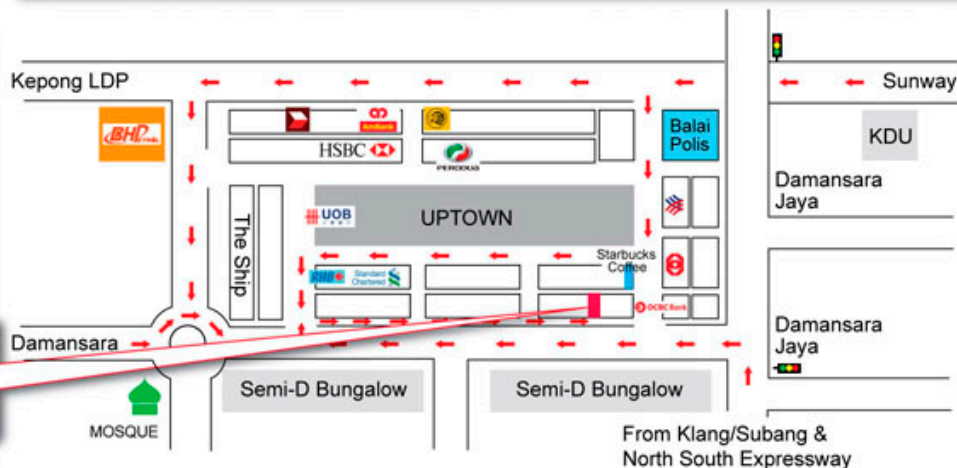 Kepong LDP
Sunway
BHP
AmBank
HSBC
PERODUA
Balai
Polis
KDU
Damansara
Jaya
The Ship
UOB
UPTOWN
Starbucks
Coffee
RHB
Standard
Chartered
OCBC Bank
Damansara
Damansara
Jaya
Semi-D Bungalow
Semi-D Bungalow
MOSQUE
From Klang/Subang &
North South Expressway